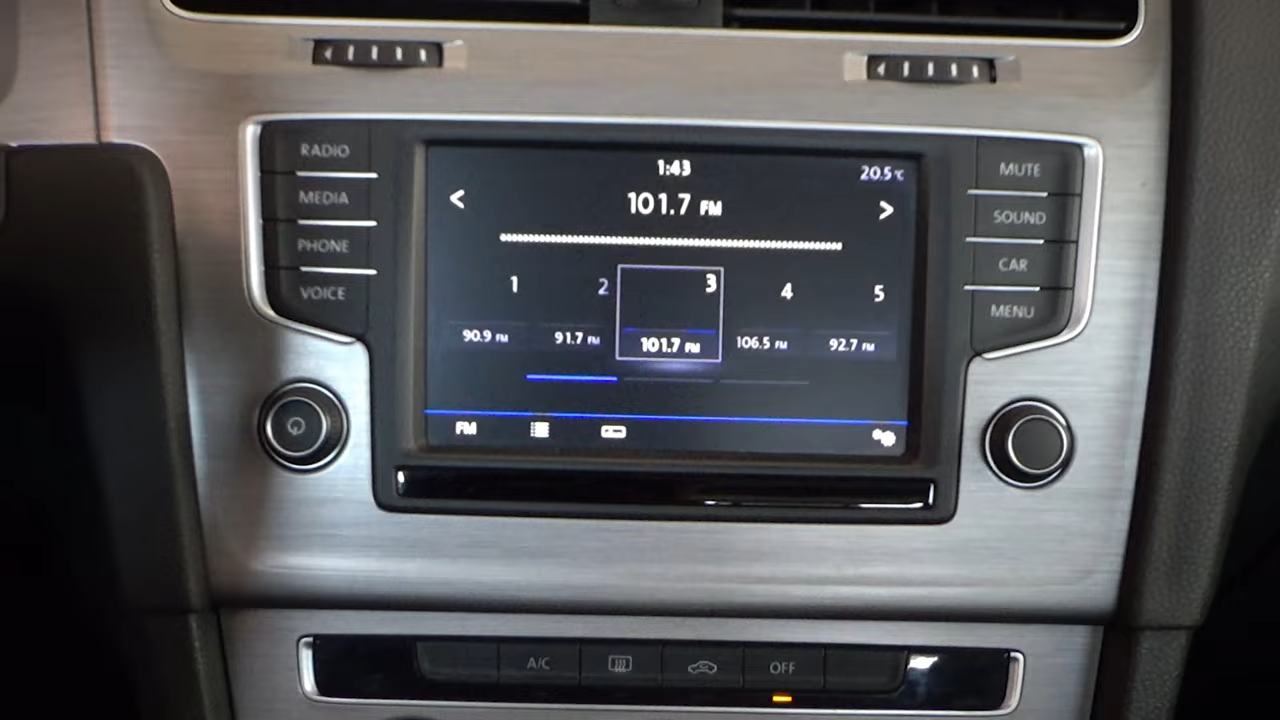 RADIO
MEDIA
PHONE
VOICE
1:43
20.5°C
< 101.7 FM >
1 2 3 4 5
90.9 FM 91.7 FM 101.7 FM 106.5 FM 92.7 FM
FM
MUTE
SOUND
CAR
MENU
A/C
OFF